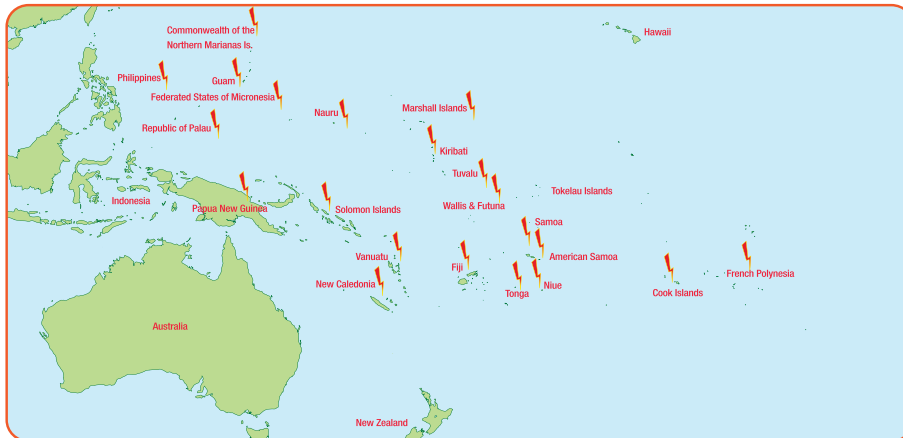 Commonwealth of the
Northern Marianas Is.
Hawaii
Philippines
Guam
Federated States of Micronesia
Nauru
Marshall Islands
Republic of Palau
Kiribati
Tuvalu
Tokelau Islands
Indonesia
Papua New Guinea
Solomon Islands
Wallis & Futuna
Samoa
Vanuatu
American Samoa
Fiji
French Polynesia
New Caledonia
Niue
Tonga
Cook Islands
Australia
New Zealand